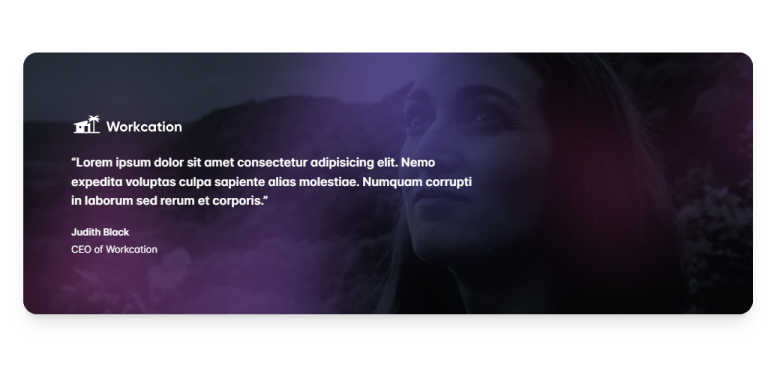 Workcation
“Lorem ipsum dolor sit amet consectetur adipisicing elit. Nemo
expedita voluptas culpa sapiente alias molestiae. Numquam corrupti
in laborum sed rerum et corporis.”
Judith Black
CEO of Workcation